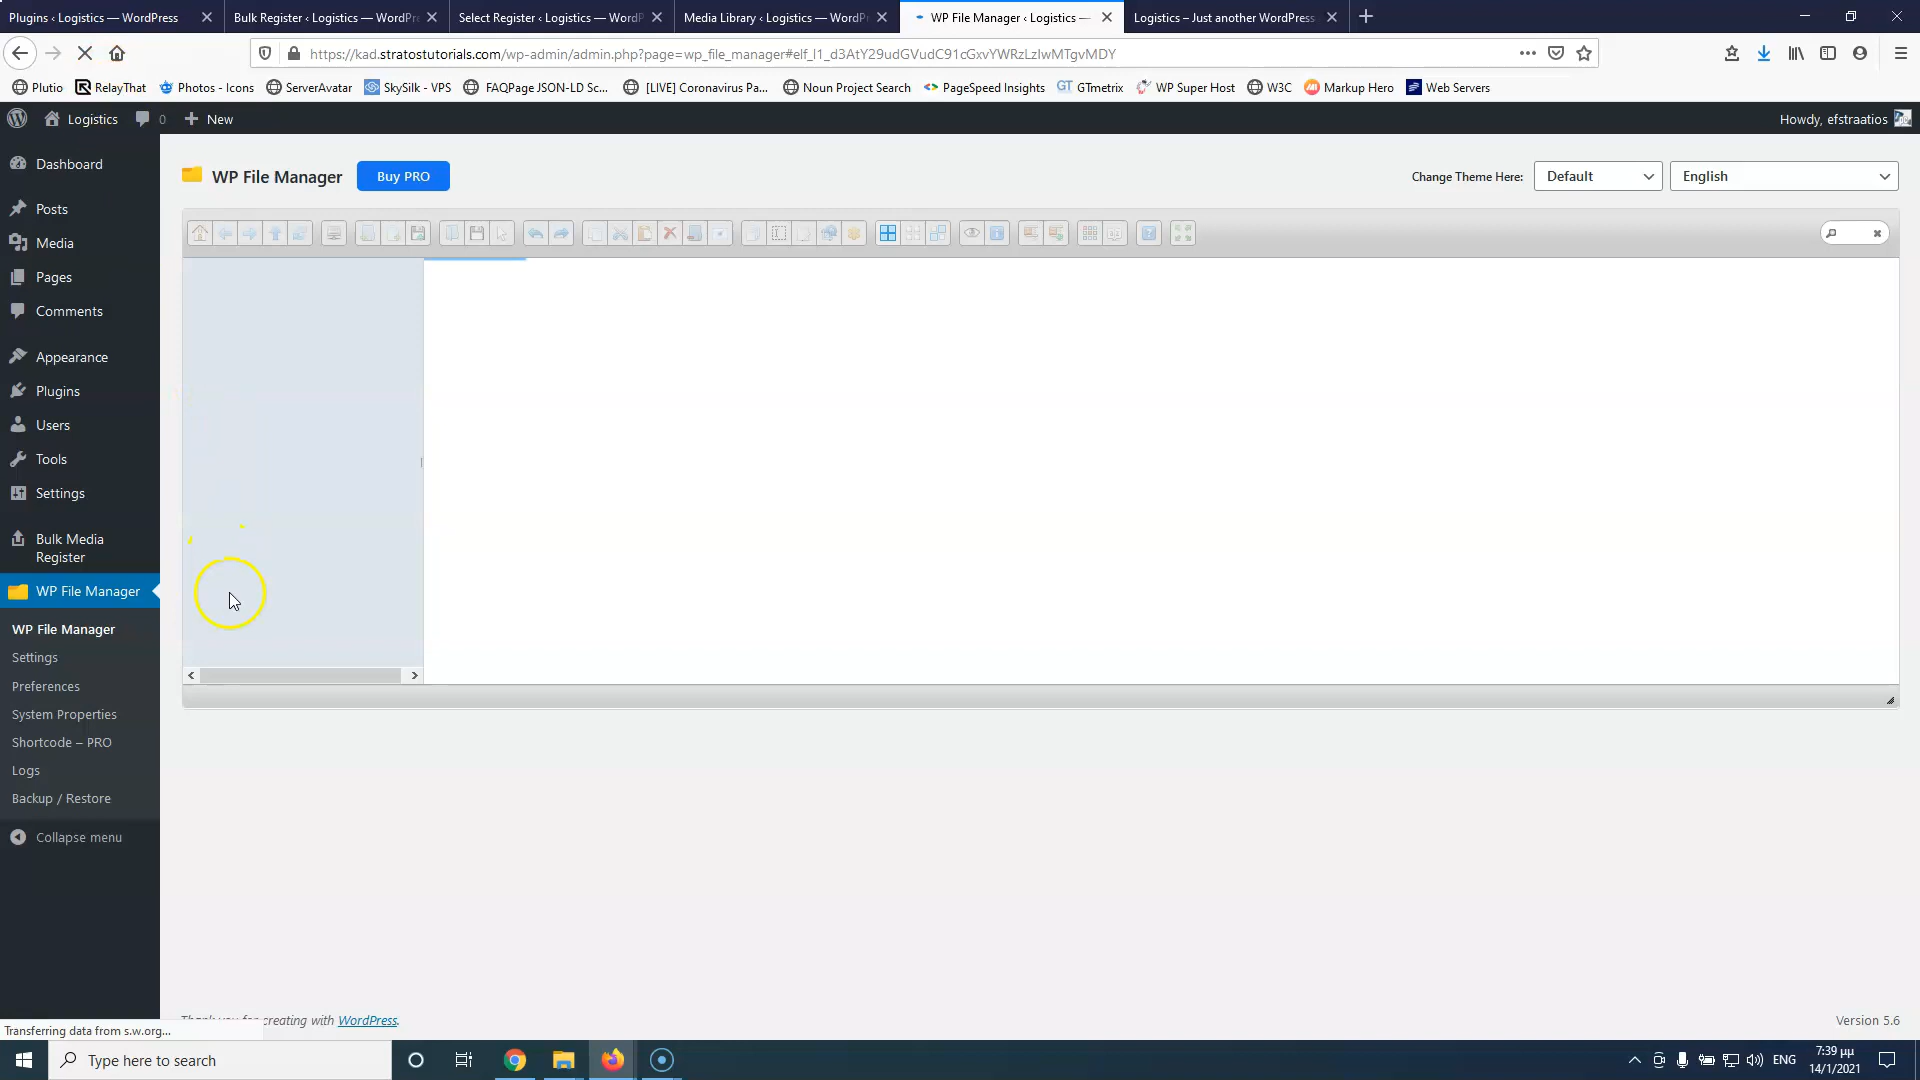 Plugins ‹ Logistics — WordPress
Bulk Register ‹ Logistics — WordPr
Select Register ‹ Logistics — WordP
Media Library ‹ Logistics — WordP
WP File Manager ‹ Logistics —
Logistics – Just another WordPress
https://kad.stratostutorials.com/wp-admin/admin.php?page=wp_file_manager#elf_l1_d3AtY29udGVudC91cGxvYWRzLzIwMTgvMDY
Plutio
RelayThat
Photos - Icons
ServerAvatar
SkySilk - VPS
FAQPage JSON-LD Sc...
[LIVE] Coronavirus Pa...
Noun Project Search
PageSpeed Insights
GTmetrix
WP Super Host
W3C
Markup Hero
Web Servers
Logistics
0
New
Howdy, efstraatios
Dashboard
Posts
Media
Pages
Comments
Appearance
Plugins
Users
Tools
Settings
Bulk Media
Register
WP File Manager
WP File Manager
Settings
Preferences
System Properties
Shortcode – PRO
Logs
Backup / Restore
Collapse menu
WP File Manager
Buy PRO
Change Theme Here:
Default
English
Thank you for creating with WordPress.
Version 5.6
Transferring data from s.w.org...
Type here to search
ENG
7:39 μμ
14/1/2021